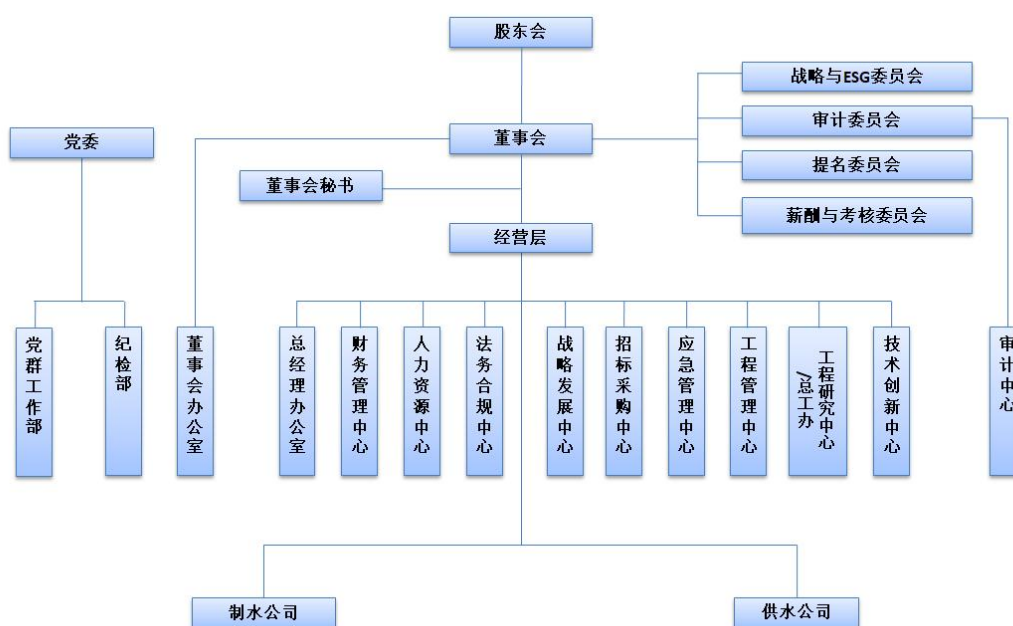 股东会
战略与ESG委员会
党委
董事会
审计委员会
提名委员会
董事会秘书
薪酬与考核委员会
经营层
党群工作部
纪检部
董事会办公室
总经理办公室
财务管理中心
人力资源中心
法务合规中心
战略发展中心
招标采购中心
应急管理中心
工程管理中心
工程研究中心
/总工办
技术创新中心
审计中心
制水公司
供水公司